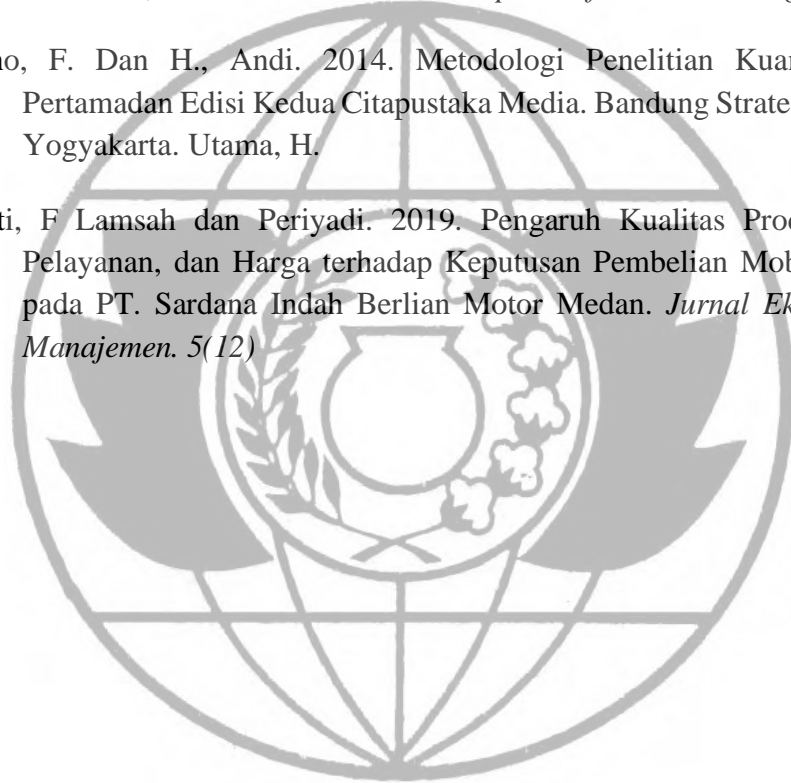 no, F. Dan H., Andi. 2014. Metodologi Penelitian Kuan
Pertamadan Edisi Kedua Citapustaka Media. Bandung Strate
Yogyakarta. Utama, H.
ti, F Lamsah dan Periyadi. 2019. Pengaruh Kualitas Prod
Pelayanan, dan Harga terhadap Keputusan Pembelian Mob
pada PT. Sardana Indah Berlian Motor Medan. Jurnal Ek
Manajemen. 5(12)